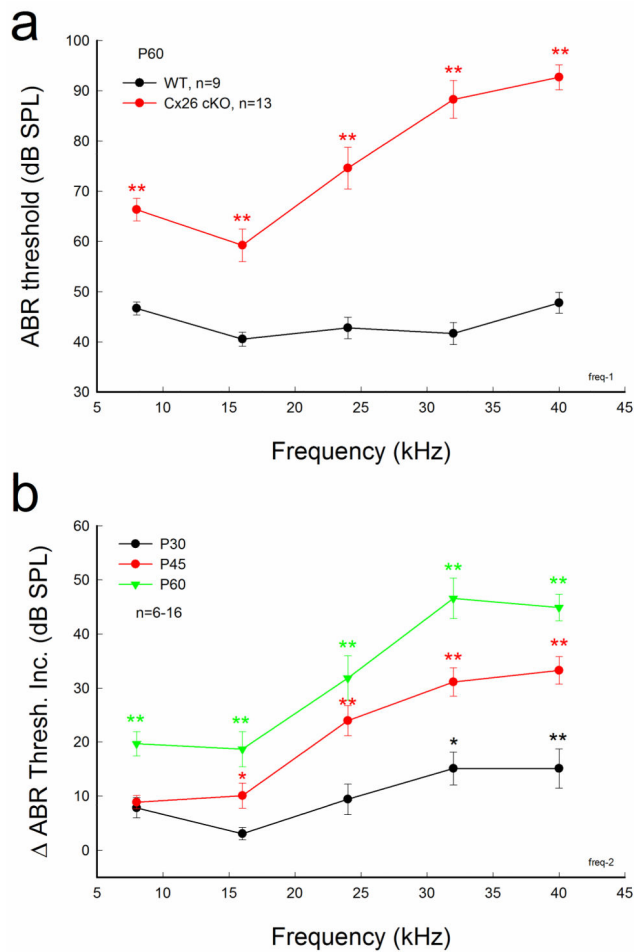 a
P60
WT, n=9
Cx26 cKO, n=13
ABR threshold (dB SPL)
100
90
80
70
60
50
40
30
**
**
**
**
**
freq-1
5 10 15 20 25 30 35 40 45
Frequency (kHz)
b
P30
P45
P60
n=6-16
Δ ABR Thresh. Inc. (dB SPL)
60
50
40
30
20
10
0
** ** ** ** **
* ** ** **
* **
freq-2
5 10 15 20 25 30 35 40 45
Frequency (kHz)